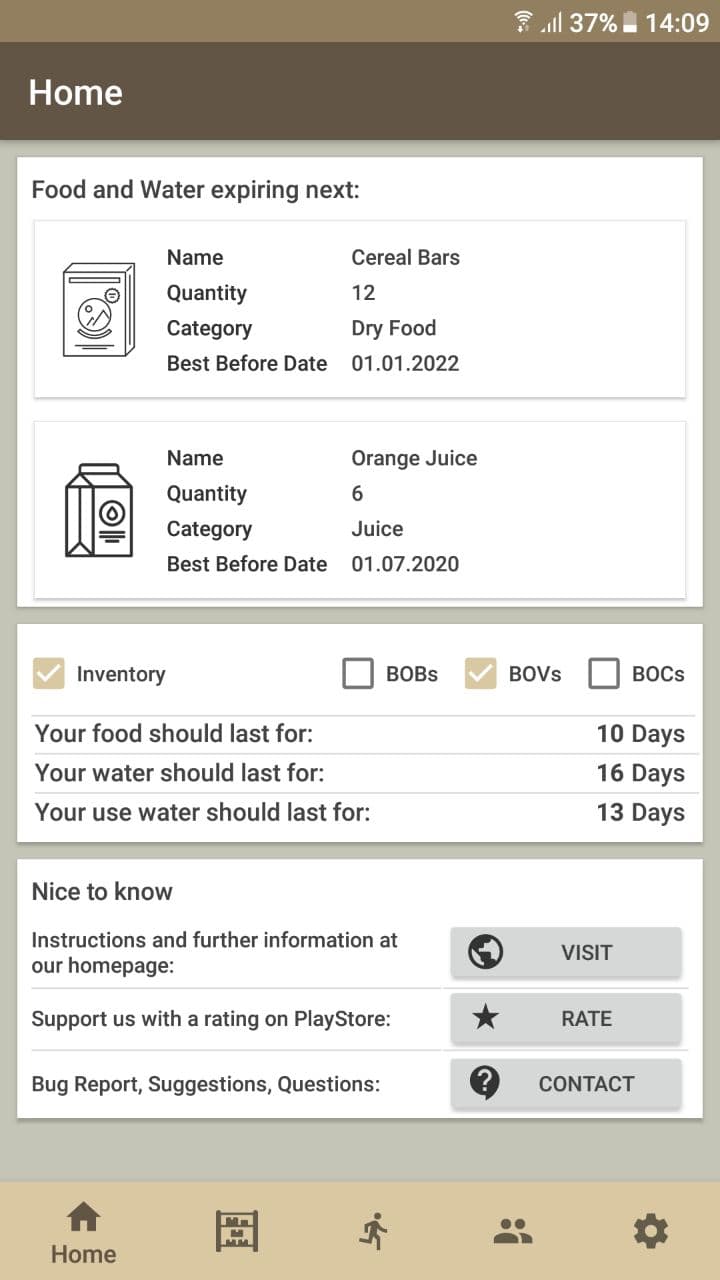 37% 14:09
Home
Food and Water expiring next:
Name Cereal Bars
Quantity 12
Category Dry Food
Best Before Date 01.01.2022
Name Orange Juice
Quantity 6
Category Juice
Best Before Date 01.07.2020
Inventory BOBs BOVs BOCs
Your food should last for: 10 Days
Your water should last for: 16 Days
Your use water should last for: 13 Days
Nice to know
Instructions and further information at
our homepage:
VISIT
Support us with a rating on PlayStore: RATE
Bug Report, Suggestions, Questions: CONTACT
Home